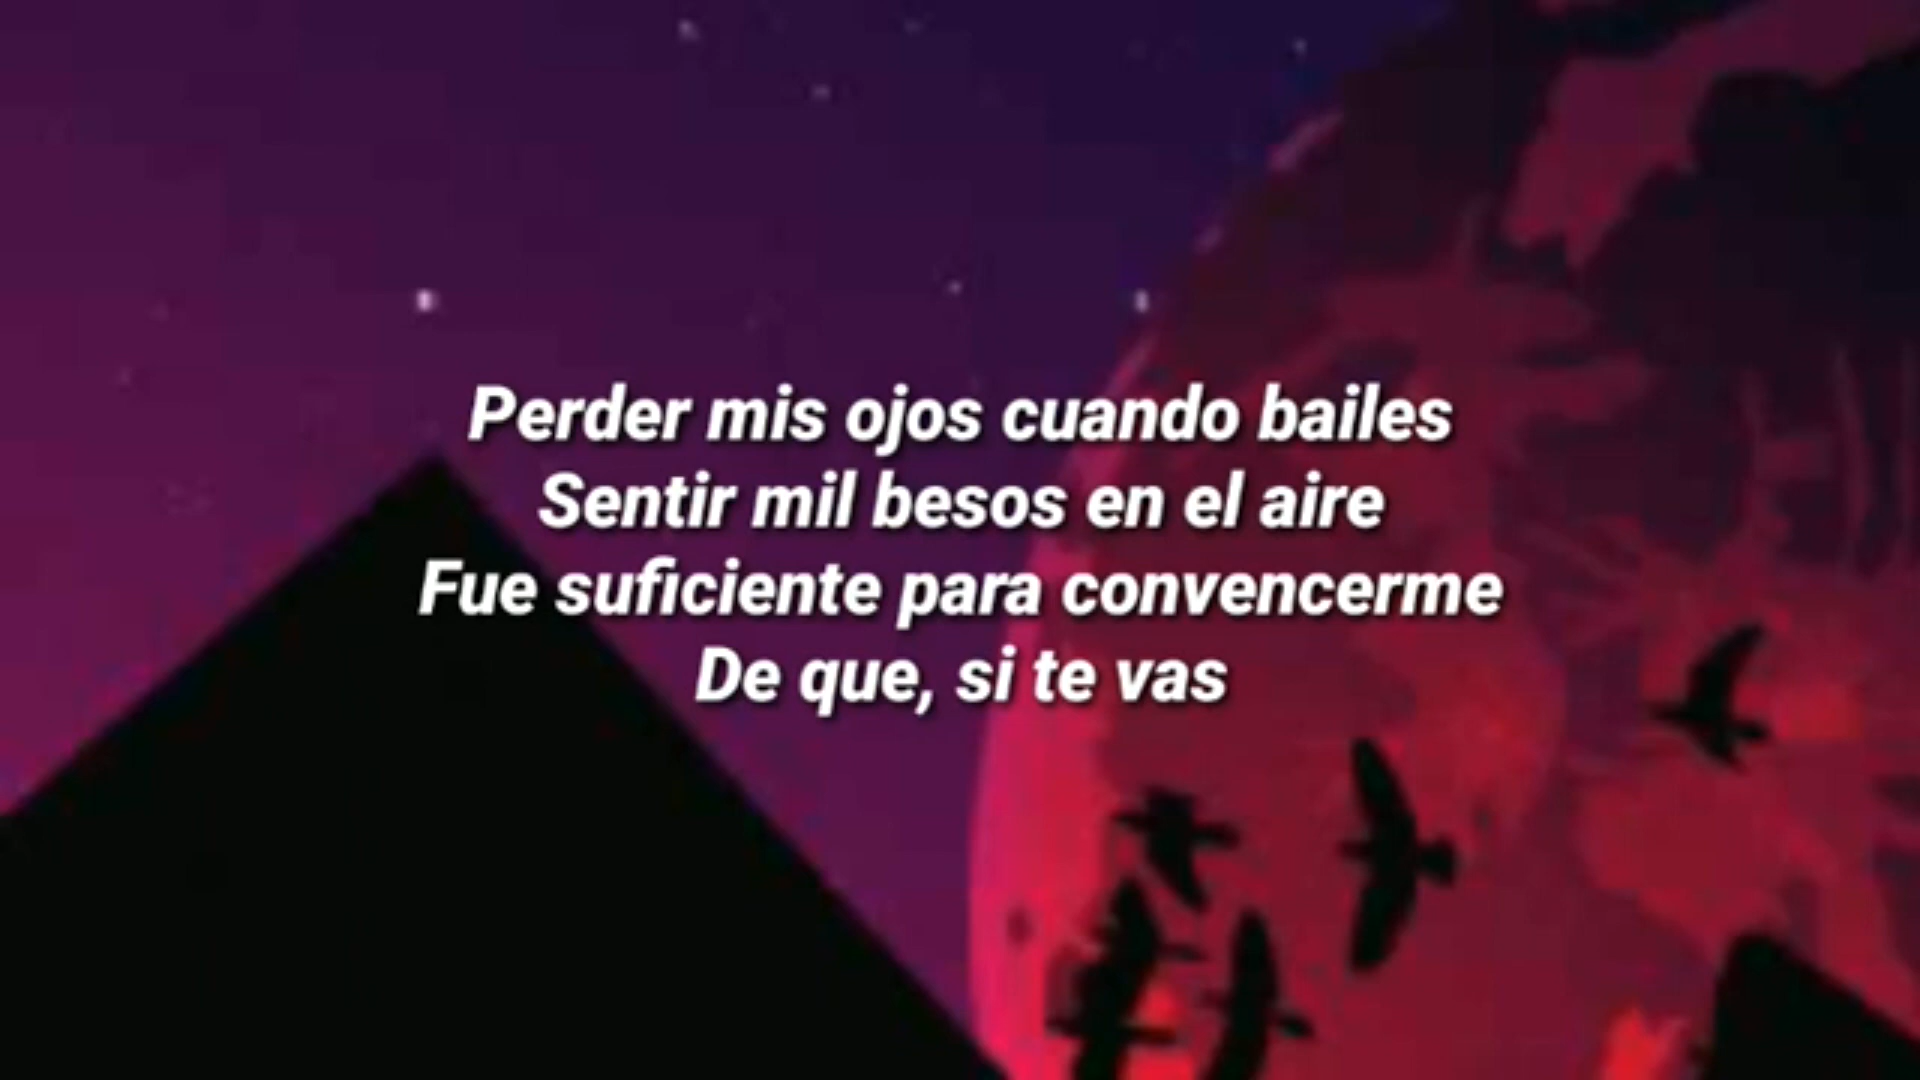 Perder mis ojos cuando bailes
Sentir mil besos en el aire
Fue suficiente para convencerme
De que, si te vas